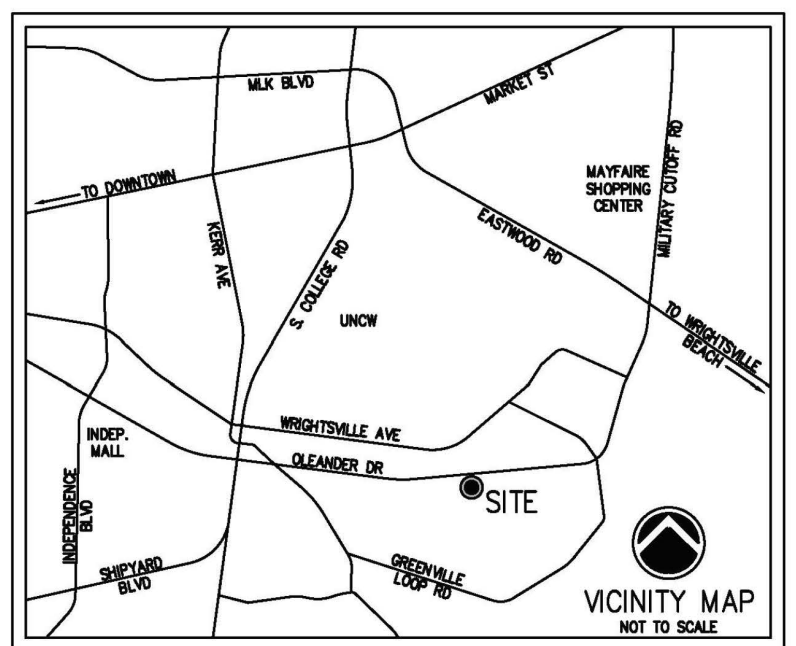 MLK BLVD
MARKET ST
TO DOWNTOWN
MAYFAIRE
SHOPPING
CENTER
MILITARY CUTOFF RD
KERR AVE
S. COLLEGE RD
EASTWOOD RD
UNCW
TO WRIGHTSVILLE
BEACH
WRIGHTSVILLE AVE
INDEP.
MALL
OLEANDER DR
INDEPENDENCE
BLVD
SITE
SHIPYARD
BLVD
GREENVILLE
LOOP RD
VICINITY MAP
NOT TO SCALE